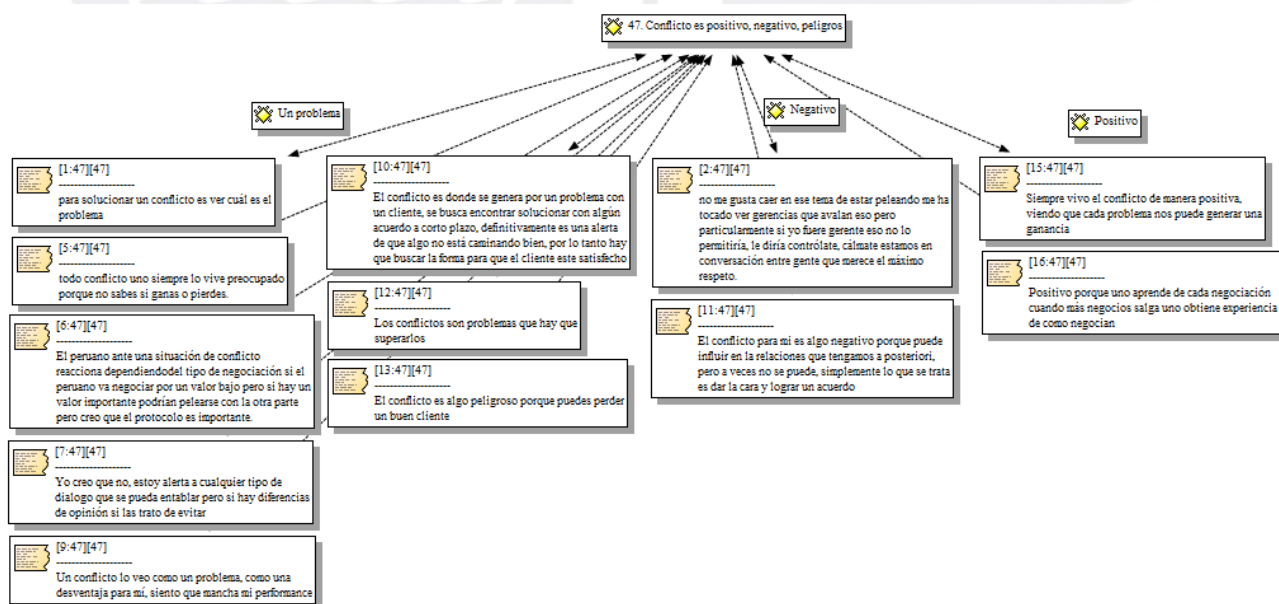 47. Conflicto es positivo, negativo, peligros
Un problema
Negativo
Positivo
[1:47][47]
--------------------
para solucionar un conflicto es ver cuál es el
problema
[5:47][47]
--------------------
todo conflicto uno siempre lo vive preocupado
porque no sabes si ganas o pierdes.
[6:47][47]
--------------------
El peruano ante una situación de conflicto
reacciona dependiendodel tipo de negociación si el
peruano va negociar por un valor bajo pero si hay un
valor importante podrían pelearse con la otra parte
pero creo que el protocolo es importante.
[7:47][47]
--------------------
Yo creo que no, estoy alerta a cualquier tipo de
dialogo que se pueda entablar pero si hay diferencias
de opinión si las trato de evitar
[9:47][47]
--------------------
Un conflicto lo veo como un problema, como una
desventaja para mí, siento que mancha mi performance
[10:47][47]
--------------------
El conflicto es donde se genera por un problema con
un cliente, se busca encontrar solucionar con algún
acuerdo a corto plazo, definitivamente es una alerta
de que algo no está caminando bien, por lo tanto hay
que buscar la forma para que el cliente este satisfecho
[12:47][47]
--------------------
Los conflictos son problemas que hay que
superarlos
[13:47][47]
--------------------
El conflicto es algo peligroso porque puedes perder
un buen cliente
[2:47][47]
--------------------
no me gusta caer en ese tema de estar peleando me ha
tocado ver gerencias que avalan eso pero
particularmente si yo fuere gerente eso no lo
permitiría, le diría contrólate, cálmate estamos en
conversación entre gente que merece el máximo
respeto.
[11:47][47]
--------------------
El conflicto para mi es algo negativo porque puede
influir en la relaciones que tengamos a posteriori,
pero a veces no se puede, simplemente lo que se trata
es dar la cara y lograr un acuerdo
[15:47][47]
--------------------
Siempre vivo el conflicto de manera positiva,
viendo que cada problema nos puede generar una
ganancia
[16:47][47]
--------------------
Positivo porque uno aprende de cada negociación
cuando más negocios salga uno obtiene experiencia
de como negocian